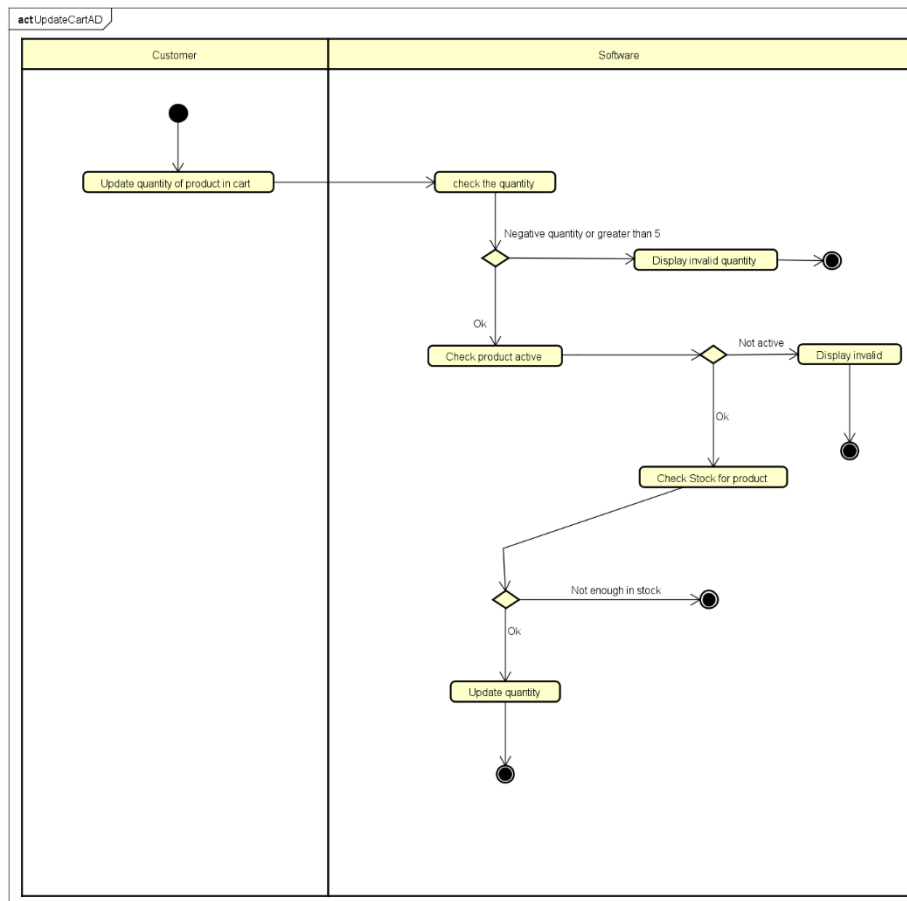 act UpdateCartAD
Customer
Software
Update quantity of product in cart
check the quantity
Negative quantity or greater than 5
Display invalid quantity
Ok
Check product active
Not active
Display invalid
Ok
Check Stock for product
Not enough in stock
Ok
Update quantity